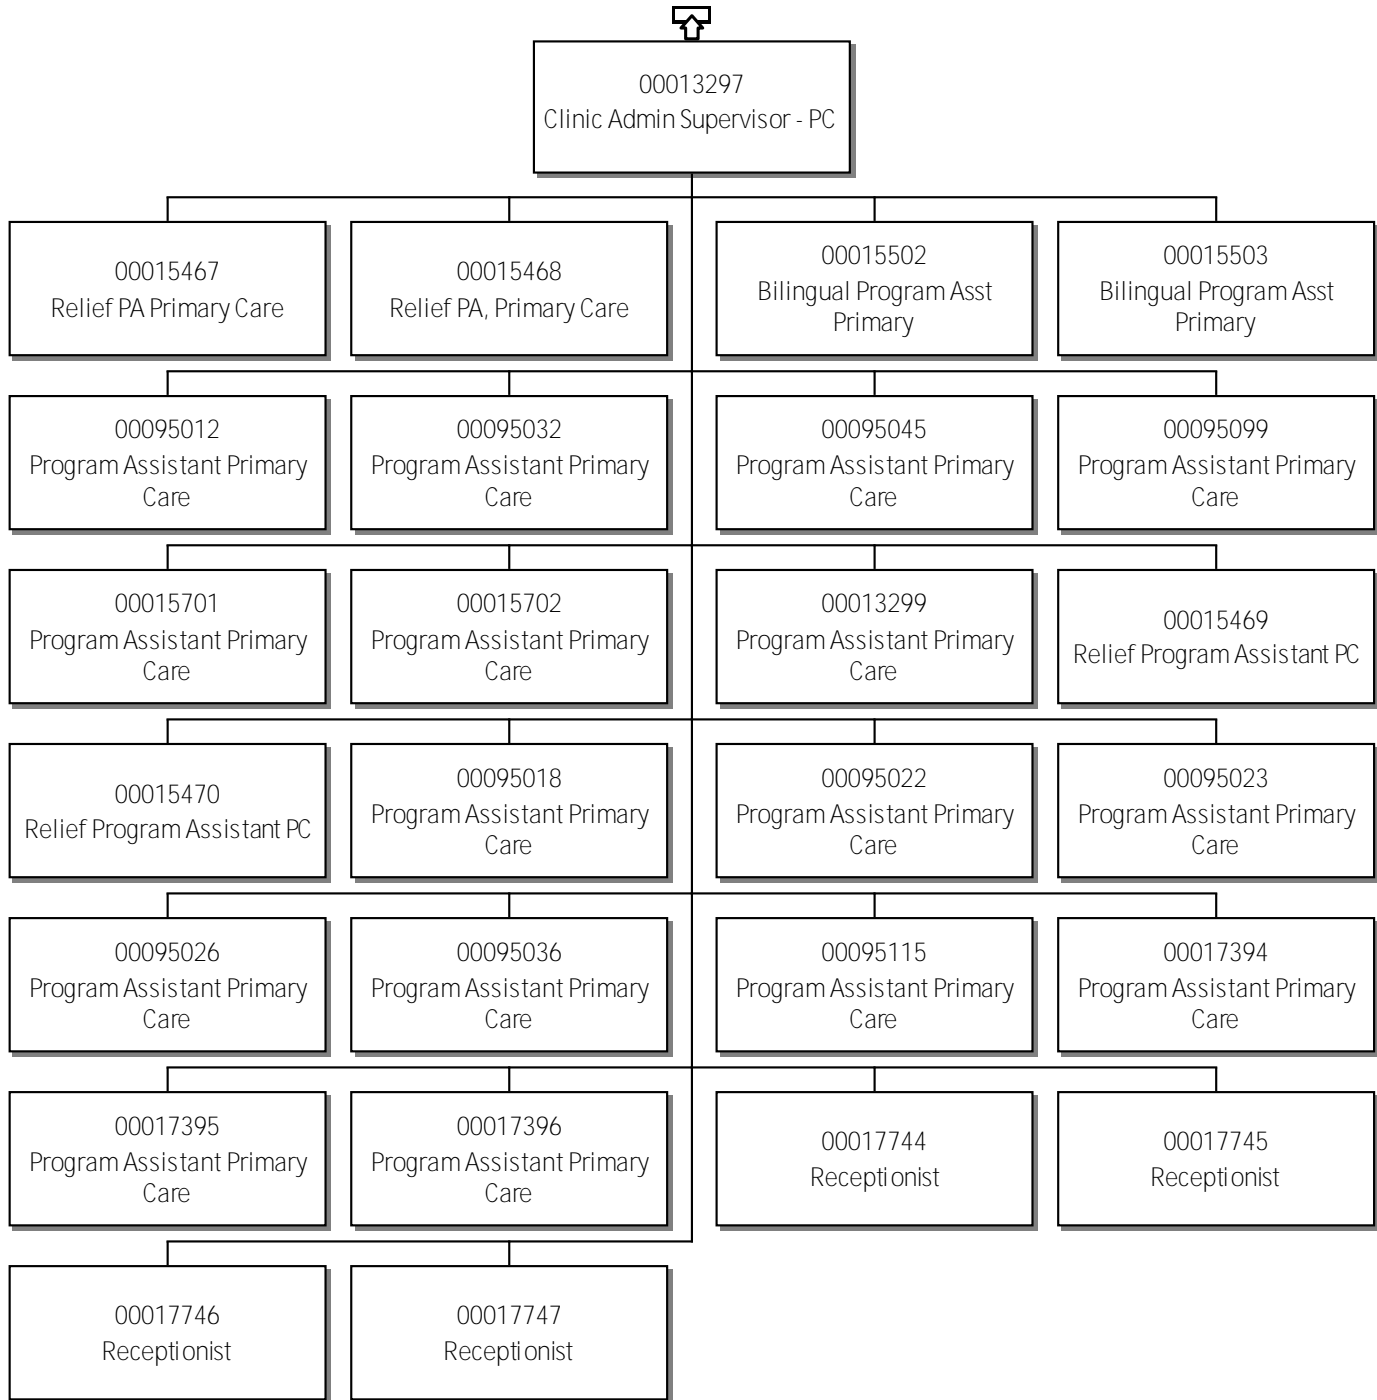 00013297
Clinic Admin Supervisor - PC
00015467
Relief PA Primary Care
00015468
Relief PA, Primary Care
00015502
Bilingual Program Asst
Primary
00015503
Bilingual Program Asst
Primary
00095012
Program Assistant Primary
Care
00095032
Program Assistant Primary
Care
00095045
Program Assistant Primary
Care
00095099
Program Assistant Primary
Care
00015701
Program Assistant Primary
Care
00015702
Program Assistant Primary
Care
00013299
Program Assistant Primary
Care
00015469
Relief Program Assistant PC
00015470
Relief Program Assistant PC
00095018
Program Assistant Primary
Care
00095022
Program Assistant Primary
Care
00095023
Program Assistant Primary
Care
00095026
Program Assistant Primary
Care
00095036
Program Assistant Primary
Care
00095115
Program Assistant Primary
Care
00017394
Program Assistant Primary
Care
00017395
Program Assistant Primary
Care
00017396
Program Assistant Primary
Care
00017744
Receptionist
00017745
Receptionist
00017746
Receptionist
00017747
Receptionist